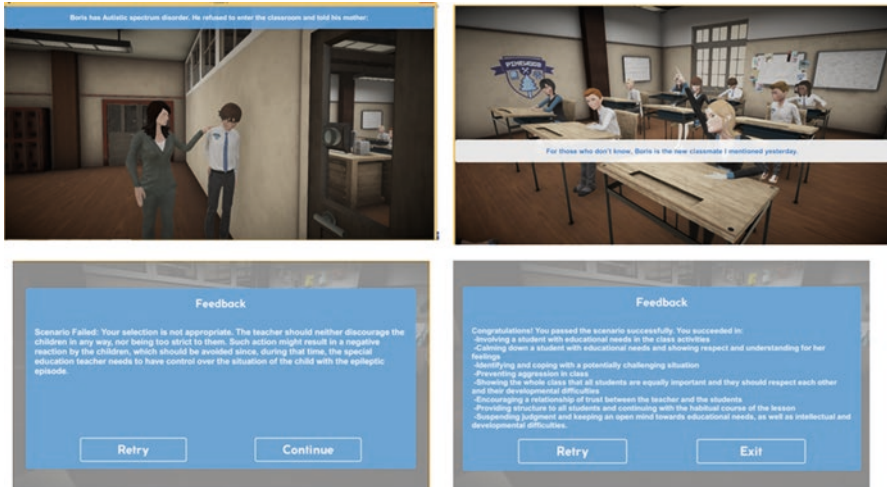 Boris has Autistic spectrum disorder. He refused to enter the classroom and told his mother:
PINEWOOD
For those who don't know, Boris is the new classmate I mentioned yesterday.
Feedback
Scenario Failed: Your selection is not appropriate. The teacher should neither discourage the
children in any way, nor being too strict to them. Such action might result in a negative
reaction by the children, which should be avoided since, during that time, the special
education teacher needs to have control over the situation of the child with the epileptic
episode.
Retry
Continue
Feedback
Congratulations! You passed the scenario successfully. You succeeded in:
-Involving a student with educational needs in the class activities
-Calming down a student with educational needs and showing respect and understanding for her
feelings
-Identifying and coping with a potentially challenging situation
-Preventing aggression in class
-Showing the whole class that all students are equally important and they should respect each other
and their developmental difficulties
-Encouraging a relationship of trust between the teacher and the students
-Providing structure to all students and continuing with the habitual course of the lesson
-Suspending judgment and keeping an open mind towards educational needs, as well as intellectual and
developmental difficulties.
Retry
Exit